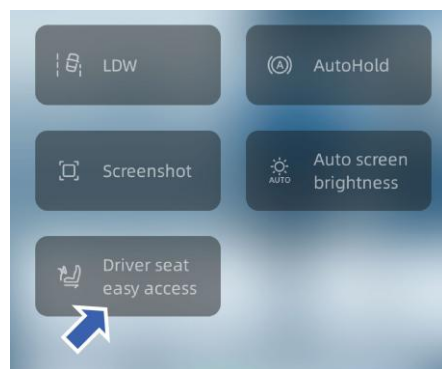 LDW
(A) AutoHold
Screenshot
AUTO Auto screen
brightness
Driver seat
easy access